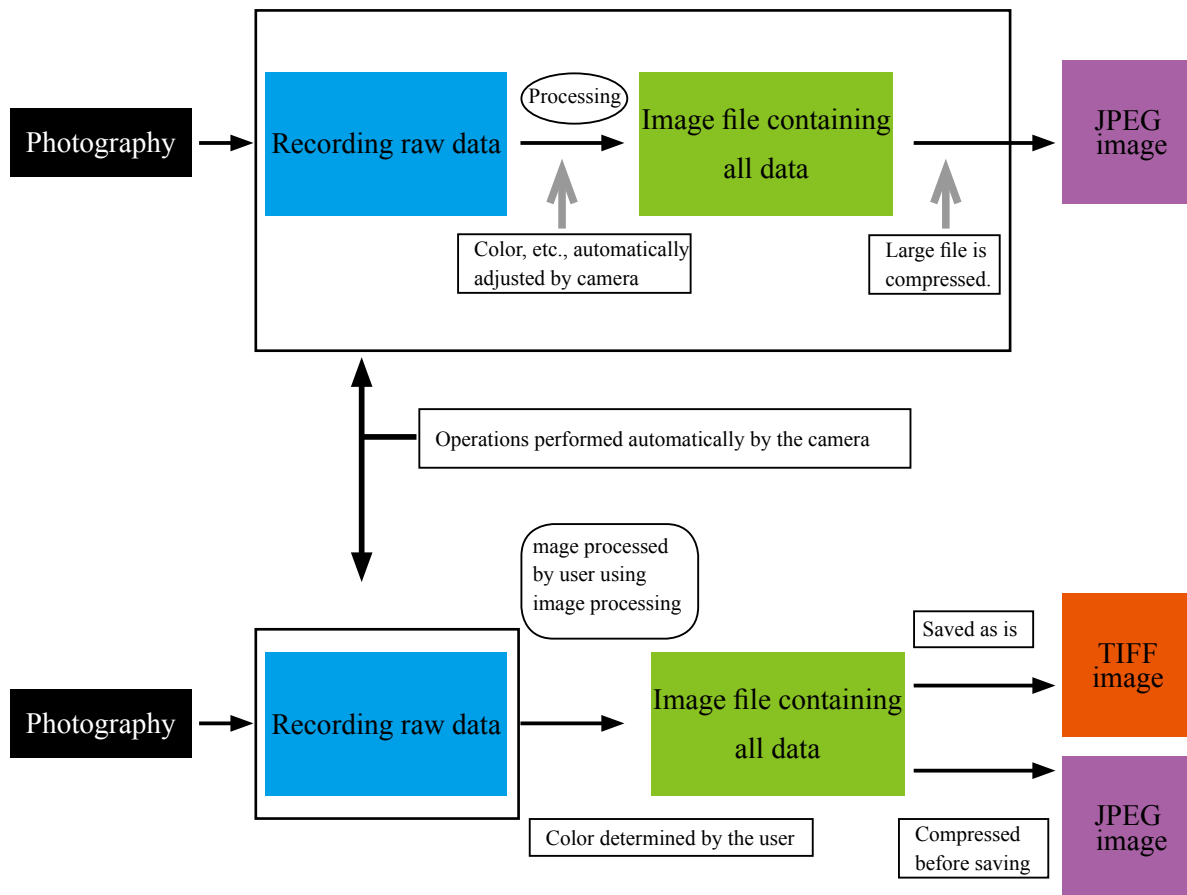 Photography
Recording raw data
Processing
Image file containing
all data
JPEG
image
Color, etc., automatically
adjusted by camera
Large file is
compressed.
Operations performed automatically by the camera
mage processed
by user using
image processing
Photography
Recording raw data
Image file containing
all data
Saved as is
TIFF
image
Color determined by the user
Compressed
before saving
JPEG
image